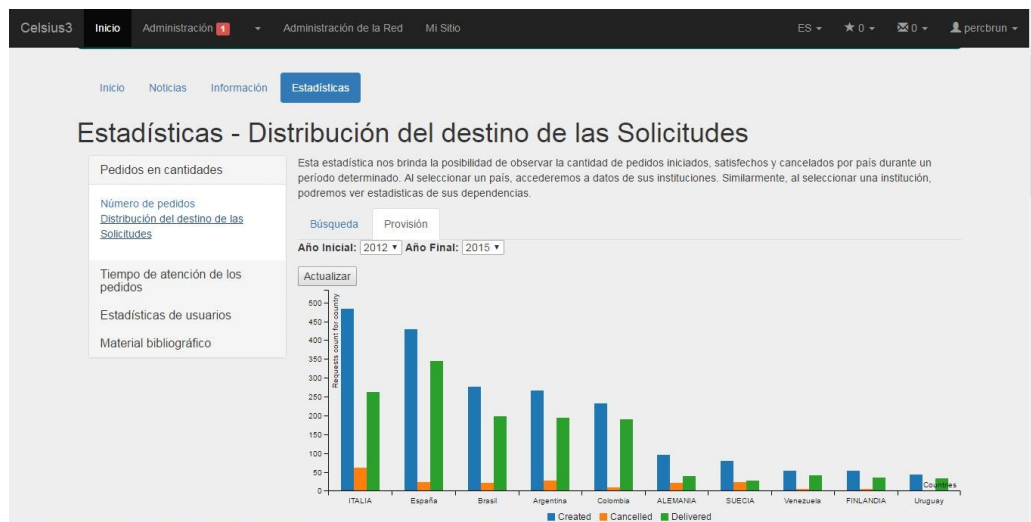 Celsius3 Inicio Administración 1 Administración de la Red Mi Sitio ES 0 0 percbrun
Inicio Noticias Información Estadísticas
Estadísticas - Distribución del destino de las Solicitudes
Pedidos en cantidades
Número de pedidos
Distribución del destino de las
Solicitudes
Tiempo de atención de los
pedidos
Estadísticas de usuarios
Material bibliográfico
Esta estadística nos brinda la posibilidad de observar la cantidad de pedidos iniciados, satisfechos y cancelados por país durante un
período determinado. Al seleccionar un país, accederemos a datos de sus instituciones. Similarmente, al seleccionar una institución,
podremos ver estadisticas de sus dependencias.
Búsqueda Provisión
Año Inicial: 2012 Año Final: 2015
Actualizar
Requests count for country
500
450
400
350
300
250
200
150
100
50
0
Countries
ITALIA España Brasil Argentina Colombia ALEMANIA SUECIA Venezuela FINLANDIA Uruguay
Created Cancelled Delivered